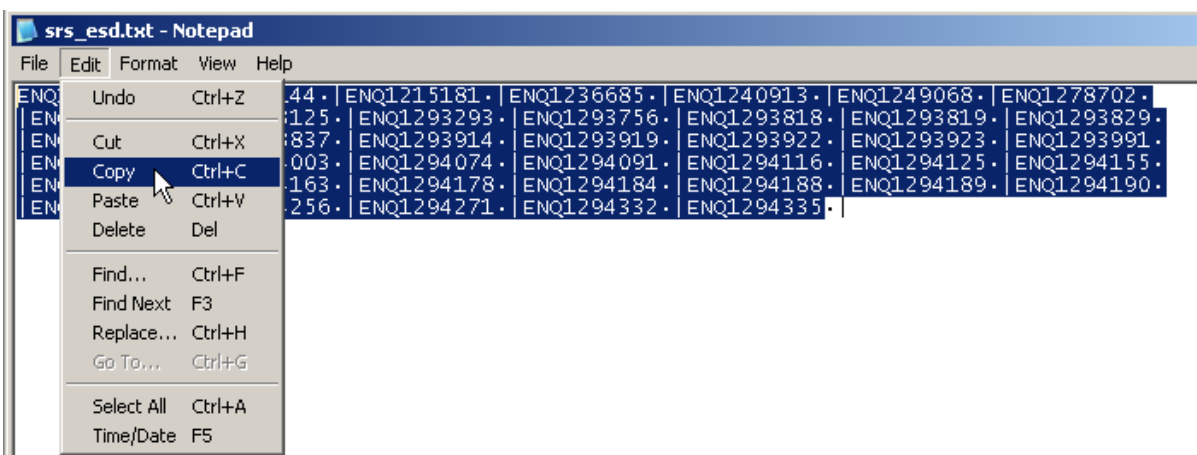 srs_esd.txt - Notepad
File Edit Format View Help
ENQ1215181·|ENQ1236685·|ENQ1240913·|ENQ1249068·|ENQ1278702·
ENQ1293293·|ENQ1293756·|ENQ1293818·|ENQ1293819·|ENQ1293829·
ENQ1293914·|ENQ1293919·|ENQ1293922·|ENQ1293923·|ENQ1293991·
ENQ1294074·|ENQ1294091·|ENQ1294116·|ENQ1294125·|ENQ1294155·
ENQ1294178·|ENQ1294184·|ENQ1294188·|ENQ1294189·|ENQ1294190·
ENQ1294271·|ENQ1294332·|ENQ1294335·|
Undo Ctrl+Z
Cut Ctrl+X
Copy Ctrl+C
Paste Ctrl+V
Delete Del
Find... Ctrl+F
Find Next F3
Replace... Ctrl+H
Go To... Ctrl+G
Select All Ctrl+A
Time/Date F5